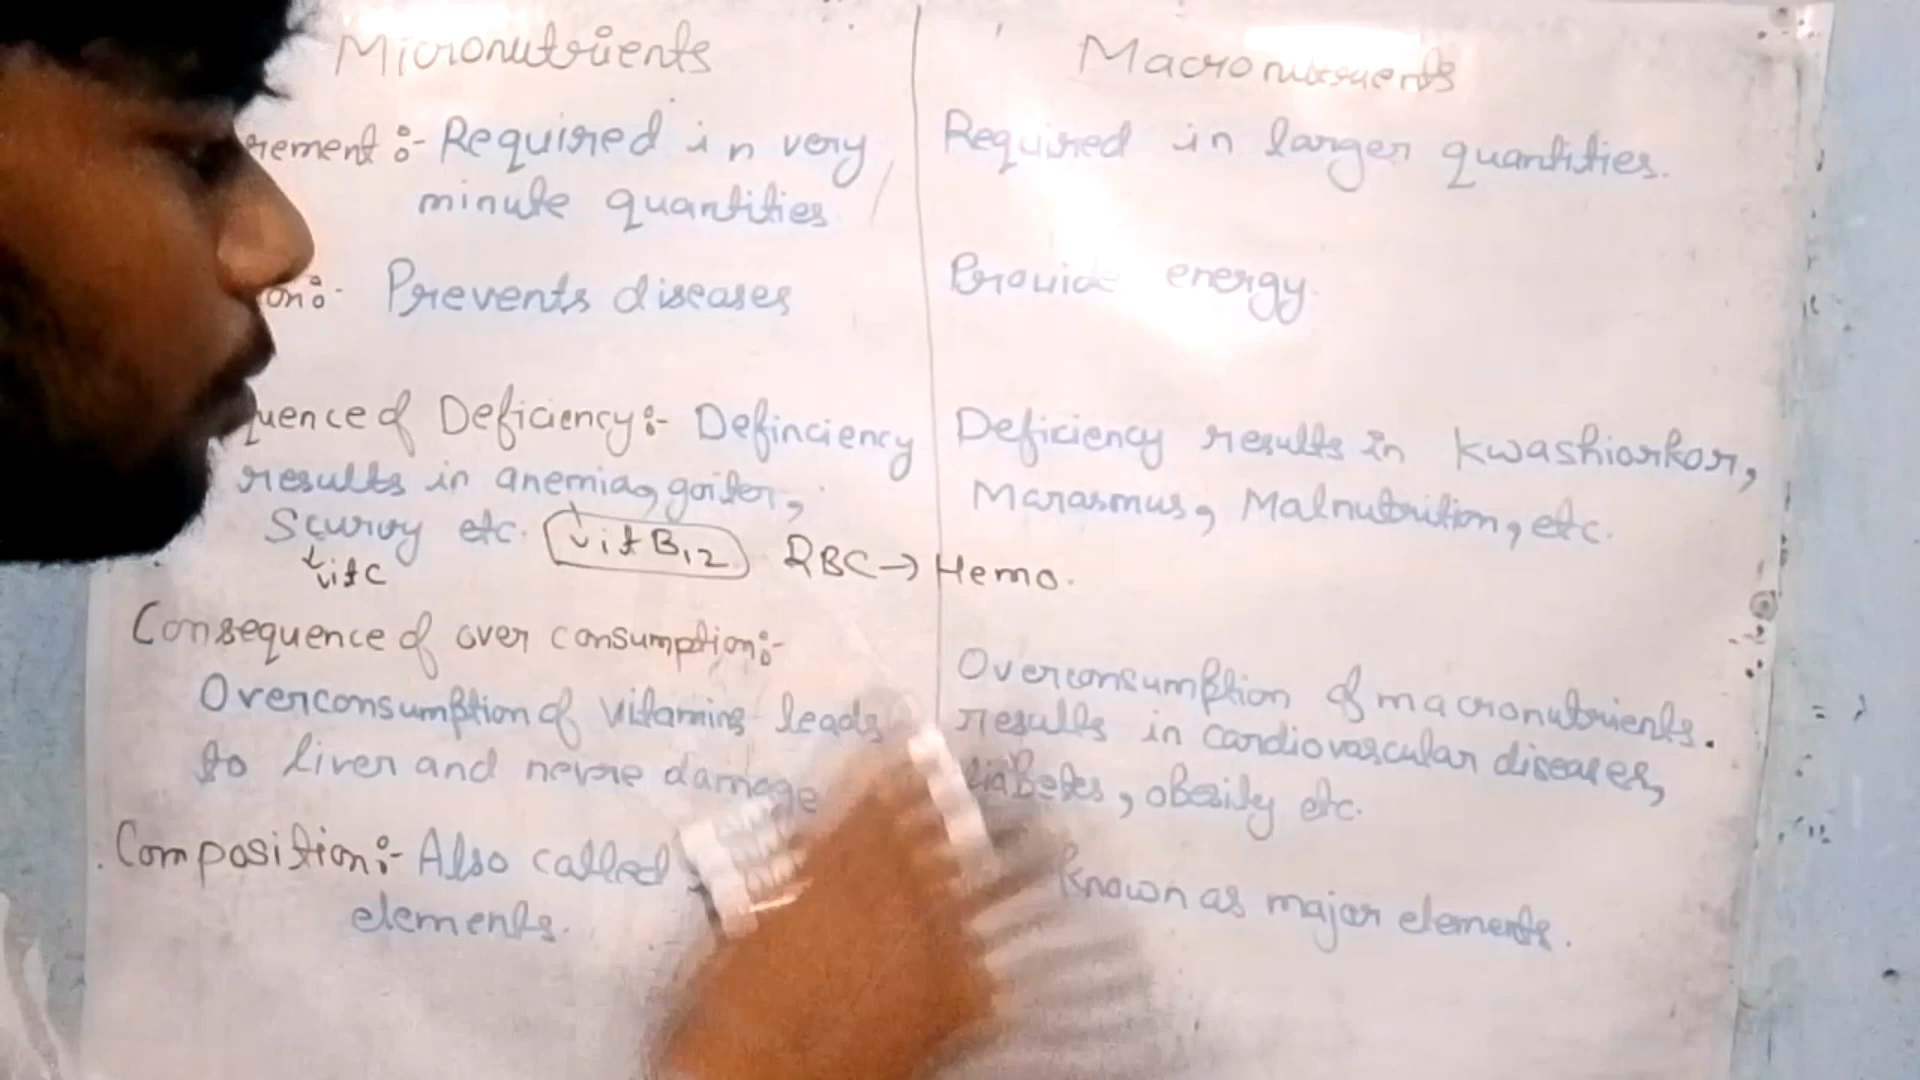 Micronutrients
rement :- Required in very
minute quantities
on :- Prevents diseases
quence of Deficiency :- Definciency
results in anemia, goiter,
Scurvy etc. vit B12 RBC → Hemo.
vit C
Consequence of over consumption :-
Overconsumption of vitamins leads
to liver and nevre damage
Composition :- Also called
elements.
Macronutrients
Required in larger quantities.
Provide energy.
Deficiency results in Kwashiorkor,
Marasmus, Malnutrition, etc.
Overconsumption of macronutrients.
results in cardiovascular diseases,
diabetes, obesity etc.
Known as major elements.